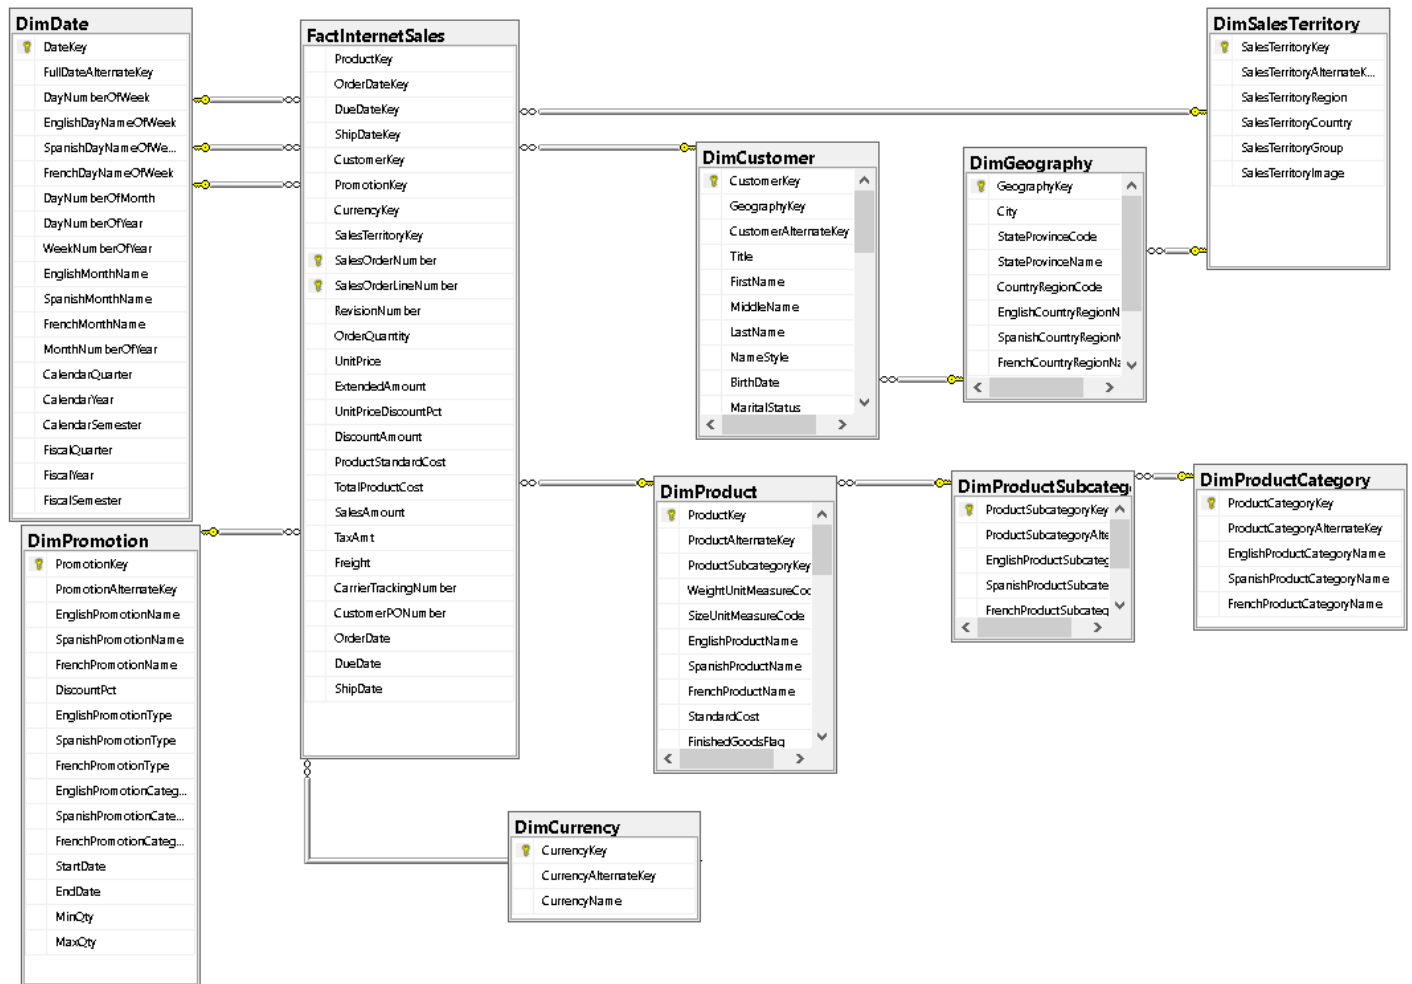 DimDate
DateKey
FullDateAlternateKey
DayNumberOfWeek
EnglishDayNameOfWeek
SpanishDayNameOfWe...
FrenchDayNameOfWeek
DayNumberOfMonth
DayNumberOfYear
WeekNumberOfYear
EnglishMonthName
SpanishMonthName
FrenchMonthName
MonthNumberOfYear
CalendarQuarter
CalendarYear
CalendarSemester
FiscalQuarter
FiscalYear
FiscalSemester
DimPromotion
PromotionKey
PromotionAlternateKey
EnglishPromotionName
SpanishPromotionName
FrenchPromotionName
DiscountPct
EnglishPromotionType
SpanishPromotionType
FrenchPromotionType
EnglishPromotionCateg...
SpanishPromotionCate...
FrenchPromotionCateg...
StartDate
EndDate
MinQty
MaxQty
FactInternetSales
ProductKey
OrderDateKey
DueDateKey
ShipDateKey
CustomerKey
PromotionKey
CurrencyKey
SalesTerritoryKey
SalesOrderNumber
SalesOrderLineNumber
RevisionNumber
OrderQuantity
UnitPrice
ExtendedAmount
UnitPriceDiscountPct
DiscountAmount
ProductStandardCost
TotalProductCost
SalesAmount
TaxAmt
Freight
CarrierTrackingNumber
CustomerPONumber
OrderDate
DueDate
ShipDate
DimCustomer
CustomerKey
GeographyKey
CustomerAlternateKey
Title
FirstName
MiddleName
LastName
NameStyle
BirthDate
MaritalStatus
DimGeography
GeographyKey
City
StateProvinceCode
StateProvinceName
CountryRegionCode
EnglishCountryRegionN
SpanishCountryRegionN
FrenchCountryRegionNa
DimSalesTerritory
SalesTerritoryKey
SalesTerritoryAlternateK...
SalesTerritoryRegion
SalesTerritoryCountry
SalesTerritoryGroup
SalesTerritoryImage
DimProduct
ProductKey
ProductAlternateKey
ProductSubcategoryKey
WeightUnitMeasureCod
SizeUnitMeasureCode
EnglishProductName
SpanishProductName
FrenchProductName
StandardCost
FinishedGoodsFlag
DimProductSubcateg
ProductSubcategoryKey
ProductSubcategoryAlte
EnglishProductSubcateg
SpanishProductSubcate
FrenchProductSubcateg
DimProductCategory
ProductCategoryKey
ProductCategoryAlternateKey
EnglishProductCategoryName
SpanishProductCategoryName
FrenchProductCategoryName
DimCurrency
CurrencyKey
CurrencyAlternateKey
CurrencyName